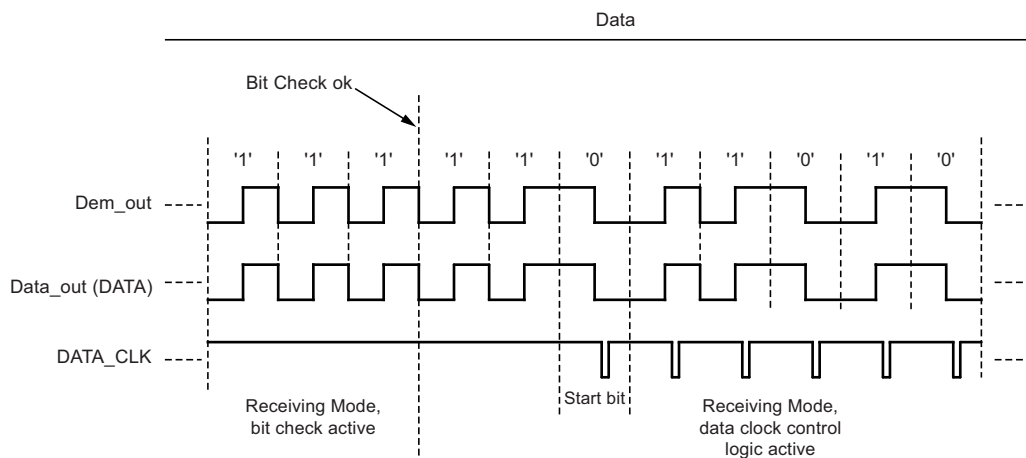 Data
Bit Check ok
'1' '1' '1' '1' '1' '0' '1' '1' '0' '1' '0'
Dem_out
Data_out (DATA)
DATA_CLK
Start bit
Receiving Mode,
bit check active
Receiving Mode,
data clock control
logic active